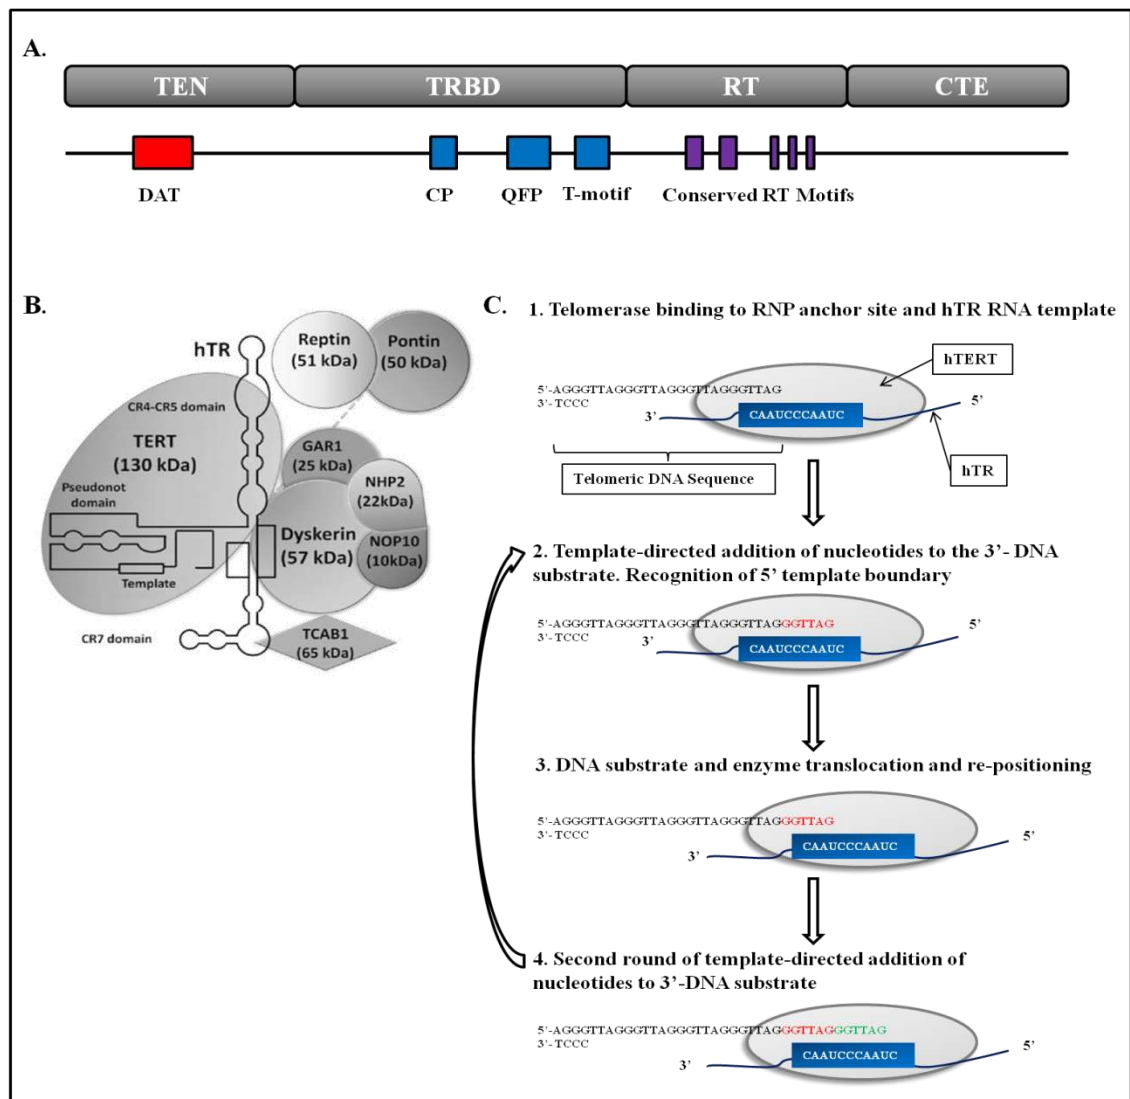 A.
TEN TRBD RT CTE
DAT CP QFP T-motif Conserved RT Motifs
B.
hTR
Reptin
(51 kDa)
Pontin
(50 kDa)
CR4-CR5 domain
TERT
(130 kDa)
GAR1
(25 kDa)
NHP2
(22kDa)
Pseudonot
domain
Dyskerin
(57 kDa)
NOP10
(10kDa)
Template
CR7 domain
TCAB1
(65 kDa)
C.
1. Telomerase binding to RNP anchor site and hTR RNA template
hTERT
5'-AGGGTTAGGGTTAGGGTTAGGGTTAG
3'-TCCC
CAAUCCCAAUC
3'
5'
hTR
Telomeric DNA Sequence
2. Template-directed addition of nucleotides to the 3'- DNA
substrate. Recognition of 5' template boundary
5'-AGGGTTAGGGTTAGGGTTAGGGTTAGGGTTAG
3'-TCCC
3'
CAAUCCCAAUC
5'
3. DNA substrate and enzyme translocation and re-positioning
5'-AGGGTTAGGGTTAGGGTTAGGGTTAGGGTTAG
3'-TCCC
3'
CAAUCCCAAUC
5'
4. Second round of template-directed addition of
nucleotides to 3'-DNA substrate
5'-AGGGTTAGGGTTAGGGTTAGGGTTAGGGTTAGGGTTAG
3'-TCCC
3'
CAAUCCCAAUC
5'